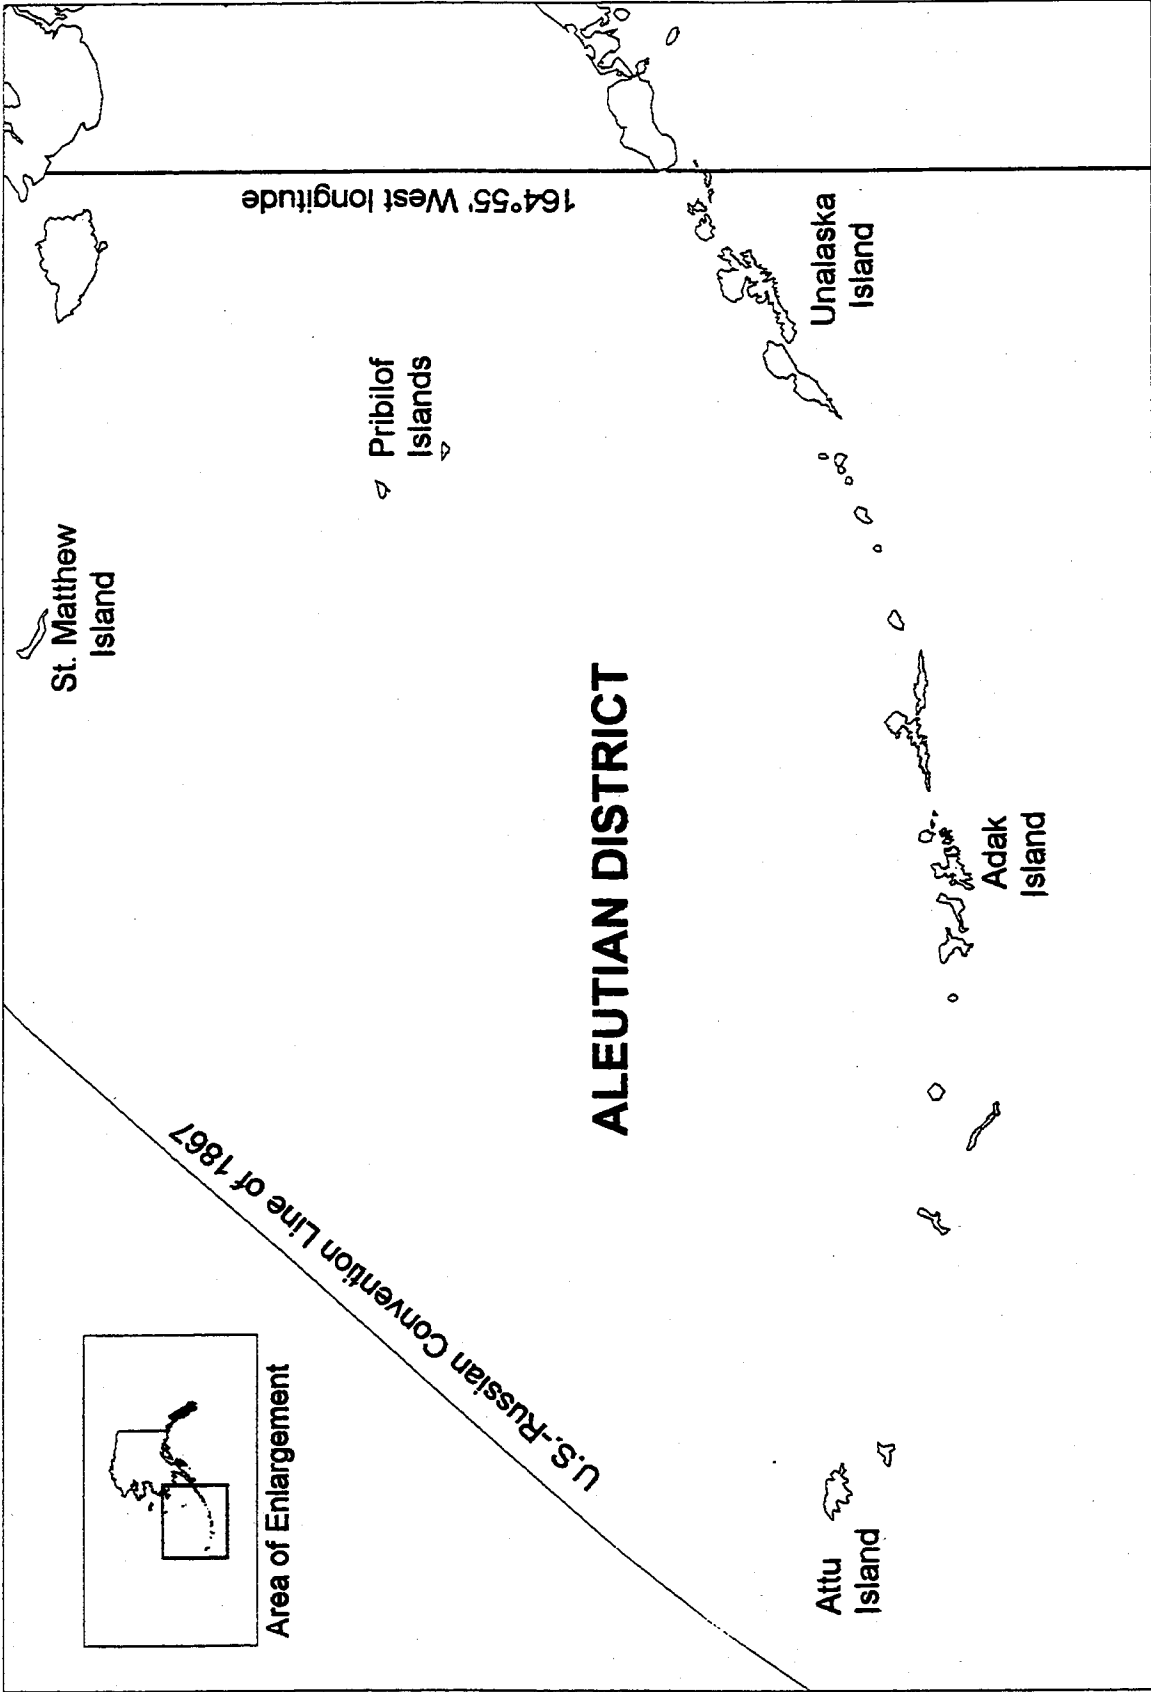 St. Matthew
Island
Pribilof
Islands
164°55' West longitude
Unalaska
Island
ALEUTIAN DISTRICT
Adak
Island
U.S.-Russian Convention Line of 1867
Area of Enlargement
Attu
Island